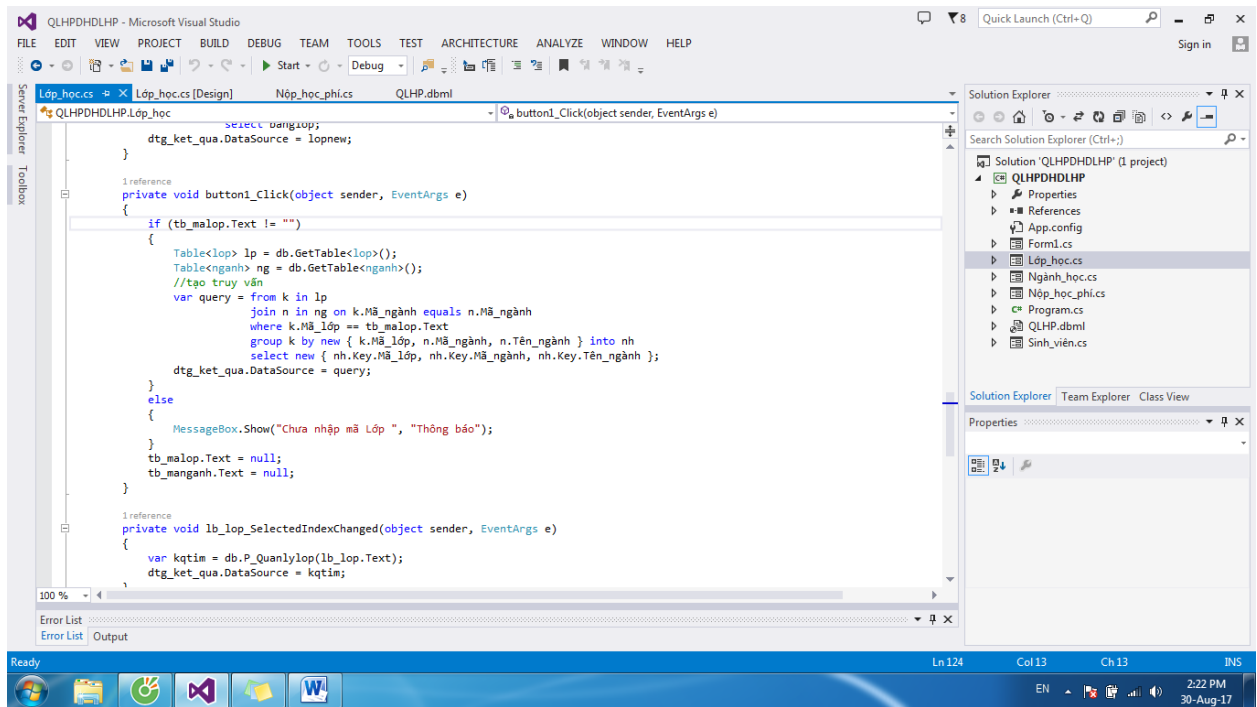 QLHPDHDLHP - Microsoft Visual Studio
8
Quick Launch (Ctrl+Q)
FILE EDIT VIEW PROJECT BUILD DEBUG TEAM TOOLS TEST ARCHITECTURE ANALYZE WINDOW HELP
Sign in
Start Debug
Server Explorer
Toolbox
Lớp_học.cs Lớp_học.cs [Design] Nộp_học_phí.cs QLHP.dbml
QLHPDHDLHP.Lớp_học button1_Click(object sender, EventArgs e)
select banglop;
dtg_ket_qua.DataSource = lopnew;
}
1 reference
private void button1_Click(object sender, EventArgs e)
{
if (tb_malop.Text != "")
{
Table<lop> lp = db.GetTable<lop>();
Table<nganh> ng = db.GetTable<nganh>();
//tạo truy vấn
var query = from k in lp
join n in ng on k.Mã_ngành equals n.Mã_ngành
where k.Mã_lớp == tb_malop.Text
group k by new { k.Mã_lớp, n.Mã_ngành, n.Tên_ngành } into nh
select new { nh.Key.Mã_lớp, nh.Key.Mã_ngành, nh.Key.Tên_ngành };
dtg_ket_qua.DataSource = query;
}
else
{
MessageBox.Show("Chưa nhập mã Lớp ", "Thông báo");
}
tb_malop.Text = null;
tb_manganh.Text = null;
}
1 reference
private void lb_lop_SelectedIndexChanged(object sender, EventArgs e)
{
var kqtim = db.P_Quanlylop(lb_lop.Text);
dtg_ket_qua.DataSource = kqtim;
}
100 %
Error List
Error List Output
Solution Explorer
Search Solution Explorer (Ctrl+;)
Solution 'QLHPDHDLHP' (1 project)
C# QLHPDHDLHP
Properties
References
App.config
Form1.cs
Lớp_học.cs
Ngành_học.cs
Nộp_học_phí.cs
C# Program.cs
QLHP.dbml
Sinh_viên.cs
Solution Explorer Team Explorer Class View
Properties
Ready Ln 124 Col 13 Ch 13 INS
W
EN
2:22 PM
30-Aug-17